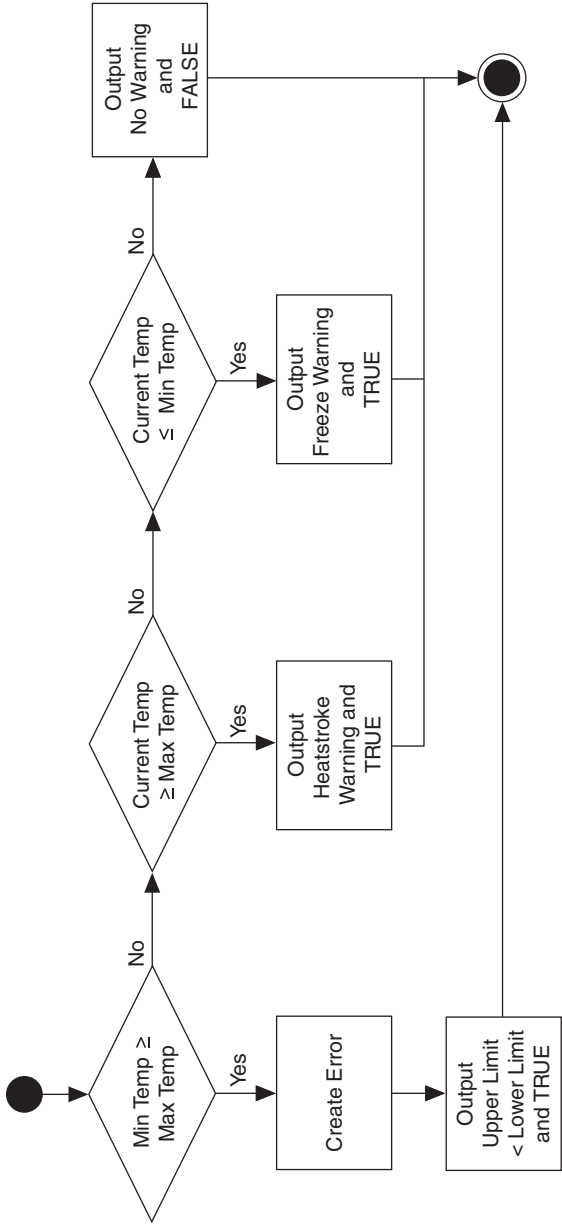 Min Temp ≥
Max Temp
No
Yes
Create Error
Output
Upper Limit
< Lower Limit
and TRUE
Current Temp
≥ Max Temp
No
Yes
Output
Heatstroke
Warning and
TRUE
Current Temp
≤ Min Temp
No
Yes
Output
Freeze Warning
and
TRUE
Output
No Warning
and
FALSE